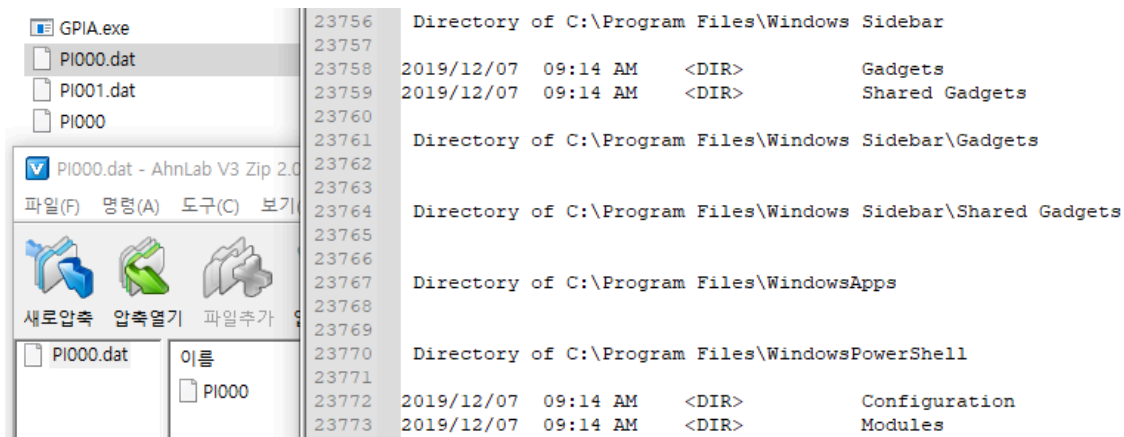 GPIA.exe
PI000.dat
PI001.dat
PI000
PI000.dat - AhnLab V3 Zip 2.0
파일(F) 명령(A) 도구(C) 보기(
새로압축 압축열기 파일추가
PI000.dat
이름
PI000
23756 Directory of C:\Program Files\Windows Sidebar
23757
23758 2019/12/07 09:14 AM <DIR> Gadgets
23759 2019/12/07 09:14 AM <DIR> Shared Gadgets
23760
23761 Directory of C:\Program Files\Windows Sidebar\Gadgets
23762
23763
23764 Directory of C:\Program Files\Windows Sidebar\Shared Gadgets
23765
23766
23767 Directory of C:\Program Files\WindowsApps
23768
23769
23770 Directory of C:\Program Files\WindowsPowerShell
23771
23772 2019/12/07 09:14 AM <DIR> Configuration
23773 2019/12/07 09:14 AM <DIR> Modules